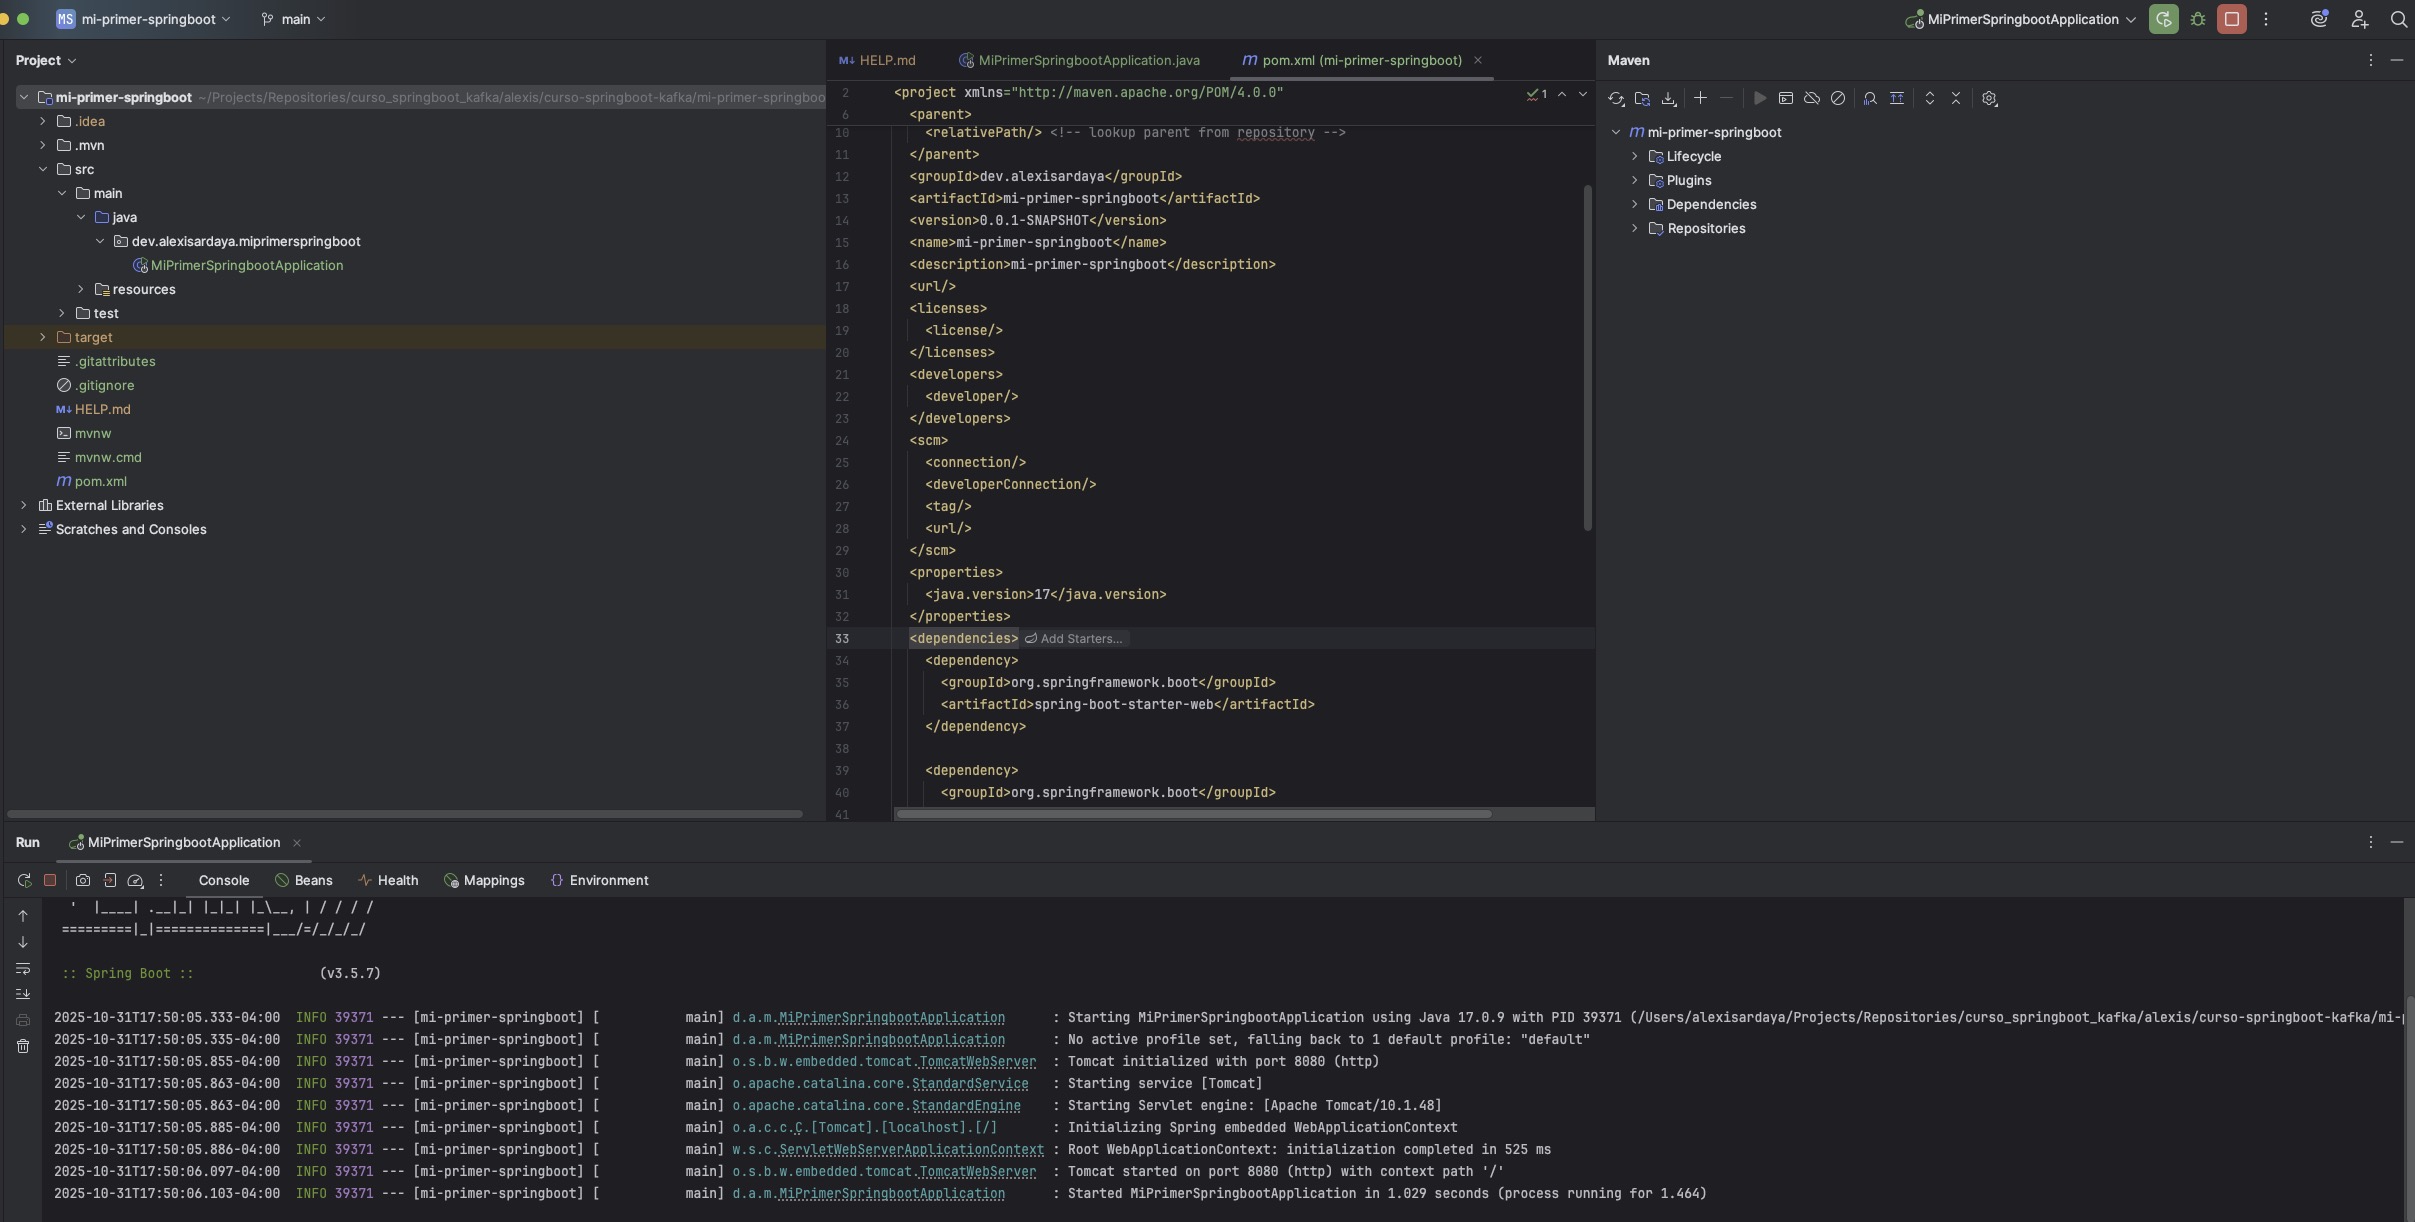 MS mi-primer-springboot main MiPrimerSpringbootApplication
Project
mi-primer-springboot ~/Projects/Repositories/curso_springboot_kafka/alexis/curso-springboot-kafka/mi-primer-springboo
.idea
.mvn
src
main
java
dev.alexisardaya.miprimerspringboot
MiPrimerSpringbootApplication
resources
test
target
.gitattributes
.gitignore
M↓ HELP.md
mvnw
mvnw.cmd
m pom.xml
External Libraries
Scratches and Consoles
M↓ HELP.md MiPrimerSpringbootApplication.java m pom.xml (mi-primer-springboot)
1
2 <project xmlns="http://maven.apache.org/POM/4.0.0"
6 <parent>
10 <relativePath/> <!-- lookup parent from repository -->
11 </parent>
12 <groupId>dev.alexisardaya</groupId>
13 <artifactId>mi-primer-springboot</artifactId>
14 <version>0.0.1-SNAPSHOT</version>
15 <name>mi-primer-springboot</name>
16 <description>mi-primer-springboot</description>
17 <url/>
18 <licenses>
19 <license/>
20 </licenses>
21 <developers>
22 <developer/>
23 </developers>
24 <scm>
25 <connection/>
26 <developerConnection/>
27 <tag/>
28 <url/>
29 </scm>
30 <properties>
31 <java.version>17</java.version>
32 </properties>
33 <dependencies> Add Starters...
34 <dependency>
35 <groupId>org.springframework.boot</groupId>
36 <artifactId>spring-boot-starter-web</artifactId>
37 </dependency>
38
39 <dependency>
40 <groupId>org.springframework.boot</groupId>
41
Maven
m mi-primer-springboot
Lifecycle
Plugins
Dependencies
Repositories
Run MiPrimerSpringbootApplication
Console Beans Health Mappings Environment
'  |____| .__|_| |_|_| |_\__, | / / / /
=========|_|==============|___/=/_/_/_/
:: Spring Boot :: (v3.5.7)
2025-10-31T17:50:05.333-04:00 INFO 39371 --- [mi-primer-springboot] [ main] d.a.m.MiPrimerSpringbootApplication : Starting MiPrimerSpringbootApplication using Java 17.0.9 with PID 39371 (/Users/alexisardaya/Projects/Repositories/curso_springboot_kafka/alexis/curso-springboot-kafka/mi-p
2025-10-31T17:50:05.335-04:00 INFO 39371 --- [mi-primer-springboot] [ main] d.a.m.MiPrimerSpringbootApplication : No active profile set, falling back to 1 default profile: "default"
2025-10-31T17:50:05.855-04:00 INFO 39371 --- [mi-primer-springboot] [ main] o.s.b.w.embedded.tomcat.TomcatWebServer : Tomcat initialized with port 8080 (http)
2025-10-31T17:50:05.863-04:00 INFO 39371 --- [mi-primer-springboot] [ main] o.apache.catalina.core.StandardService : Starting service [Tomcat]
2025-10-31T17:50:05.863-04:00 INFO 39371 --- [mi-primer-springboot] [ main] o.apache.catalina.core.StandardEngine : Starting Servlet engine: [Apache Tomcat/10.1.48]
2025-10-31T17:50:05.885-04:00 INFO 39371 --- [mi-primer-springboot] [ main] o.a.c.c.C.[Tomcat].[localhost].[/] : Initializing Spring embedded WebApplicationContext
2025-10-31T17:50:05.886-04:00 INFO 39371 --- [mi-primer-springboot] [ main] w.s.c.ServletWebServerApplicationContext : Root WebApplicationContext: initialization completed in 525 ms
2025-10-31T17:50:06.097-04:00 INFO 39371 --- [mi-primer-springboot] [ main] o.s.b.w.embedded.tomcat.TomcatWebServer : Tomcat started on port 8080 (http) with context path '/'
2025-10-31T17:50:06.103-04:00 INFO 39371 --- [mi-primer-springboot] [ main] d.a.m.MiPrimerSpringbootApplication : Started MiPrimerSpringbootApplication in 1.029 seconds (process running for 1.464)